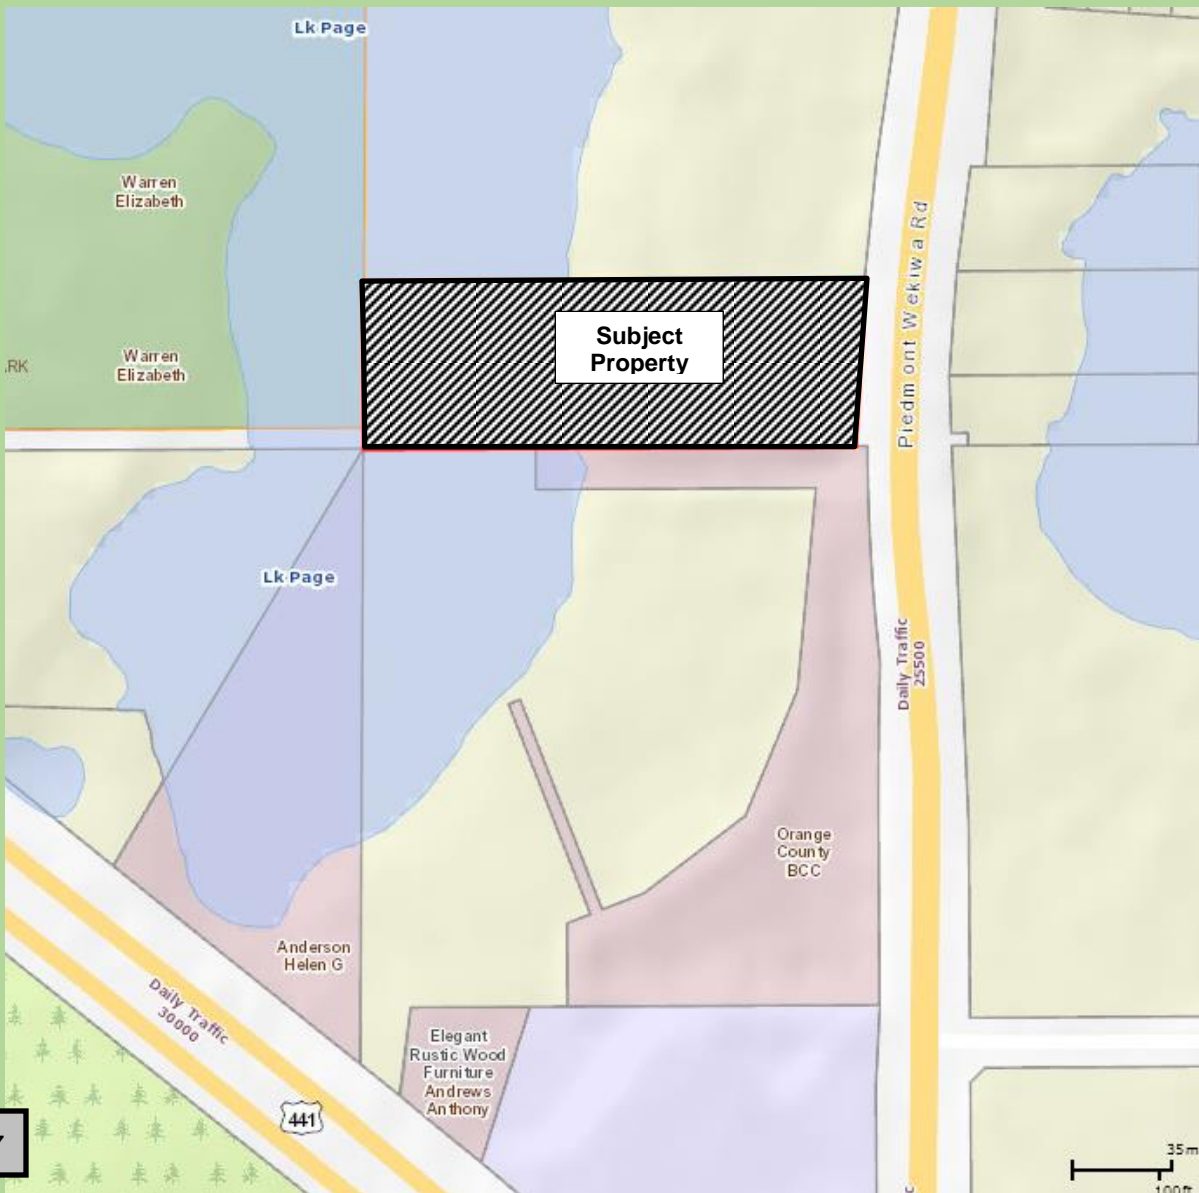 Lk Page
Warren
Elizabeth
Subject
Property
Warren
Elizabeth
Piedmont Wekiwa Rd
Lk Page
Daily Traffic
25500
Orange
County
BCC
Anderson
Helen G
Daily Traffic
30000
Elegant
Rustic Wood
Furniture
Andrews
Anthony
441
35m
100ft